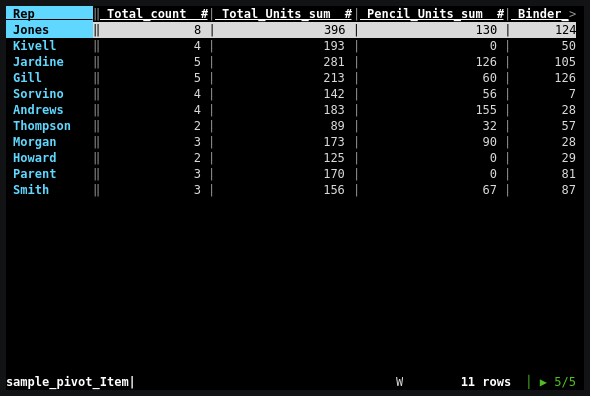 Rep ‖ Total_count #| Total_Units_sum #| Pencil_Units_sum #| Binder_>
Jones ‖ 8 | 396 | 130 | 124
Kivell ‖ 4 | 193 | 0 | 50
Jardine ‖ 5 | 281 | 126 | 105
Gill ‖ 5 | 213 | 60 | 126
Sorvino ‖ 4 | 142 | 56 | 7
Andrews ‖ 4 | 183 | 155 | 28
Thompson ‖ 2 | 89 | 32 | 57
Morgan ‖ 3 | 173 | 90 | 28
Howard ‖ 2 | 125 | 0 | 29
Parent ‖ 3 | 170 | 0 | 81
Smith ‖ 3 | 156 | 67 | 87
sample_pivot_Item| W 11 rows | ▶ 5/5